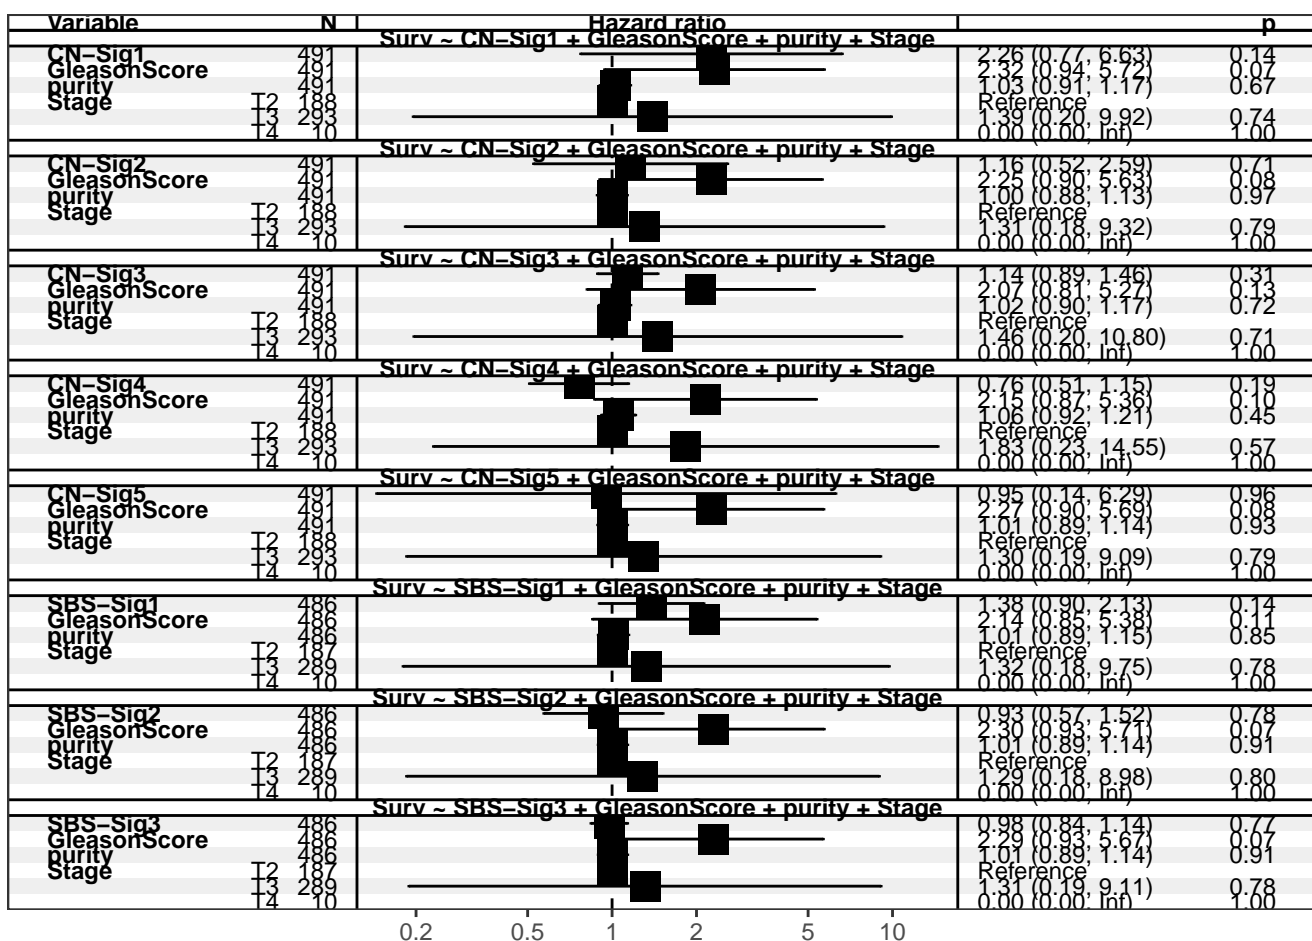 Variable N Hazard ratio p
Surv ~ CN−Sig1 + GleasonScore + purity + Stage
CN−Sig1 491 2.26 (0.77, 6.63) 0.14
GleasonScore 491 2.32 (0.94, 5.72) 0.07
purity 491 1.03 (0.91, 1.17) 0.67
Stage T2 188 Reference
T3 293 1.39 (0.20, 9.92) 0.74
T4 10 0.00 (0.00, Inf) 1.00
Surv ~ CN−Sig2 + GleasonScore + purity + Stage
CN−Sig2 491 1.16 (0.52, 2.59) 0.71
GleasonScore 491 2.25 (0.90, 5.63) 0.08
purity 491 1.00 (0.88, 1.13) 0.97
Stage T2 188 Reference
T3 293 1.31 (0.18, 9.32) 0.79
T4 10 0.00 (0.00, Inf) 1.00
Surv ~ CN−Sig3 + GleasonScore + purity + Stage
CN−Sig3 491 1.14 (0.89, 1.46) 0.31
GleasonScore 491 2.07 (0.81, 5.27) 0.13
purity 491 1.02 (0.90, 1.17) 0.72
Stage T2 188 Reference
T3 293 1.46 (0.20, 10.80) 0.71
T4 10 0.00 (0.00, Inf) 1.00
Surv ~ CN−Sig4 + GleasonScore + purity + Stage
CN−Sig4 491 0.76 (0.51, 1.15) 0.19
GleasonScore 491 2.15 (0.87, 5.36) 0.10
purity 491 1.06 (0.92, 1.21) 0.45
Stage T2 188 Reference
T3 293 1.83 (0.23, 14.55) 0.57
T4 10 0.00 (0.00, Inf) 1.00
Surv ~ CN−Sig5 + GleasonScore + purity + Stage
CN−Sig5 491 0.95 (0.14, 6.29) 0.96
GleasonScore 491 2.27 (0.90, 5.69) 0.08
purity 491 1.01 (0.89, 1.14) 0.93
Stage T2 188 Reference
T3 293 1.30 (0.19, 9.09) 0.79
T4 10 0.00 (0.00, Inf) 1.00
Surv ~ SBS−Sig1 + GleasonScore + purity + Stage
SBS−Sig1 486 1.38 (0.90, 2.13) 0.14
GleasonScore 486 2.14 (0.85, 5.38) 0.11
purity 486 1.01 (0.89, 1.15) 0.85
Stage T2 187 Reference
T3 289 1.32 (0.18, 9.75) 0.78
T4 10 0.00 (0.00, Inf) 1.00
Surv ~ SBS−Sig2 + GleasonScore + purity + Stage
SBS−Sig2 486 0.93 (0.57, 1.52) 0.78
GleasonScore 486 2.30 (0.93, 5.71) 0.07
purity 486 1.01 (0.89, 1.14) 0.91
Stage T2 187 Reference
T3 289 1.29 (0.18, 8.98) 0.80
T4 10 0.00 (0.00, Inf) 1.00
Surv ~ SBS−Sig3 + GleasonScore + purity + Stage
SBS−Sig3 486 0.98 (0.84, 1.14) 0.77
GleasonScore 486 2.29 (0.93, 5.67) 0.07
purity 486 1.01 (0.89, 1.14) 0.91
Stage T2 187 Reference
T3 289 1.31 (0.19, 9.11) 0.78
T4 10 0.00 (0.00, Inf) 1.00
0.2 0.5 1 2 5 10